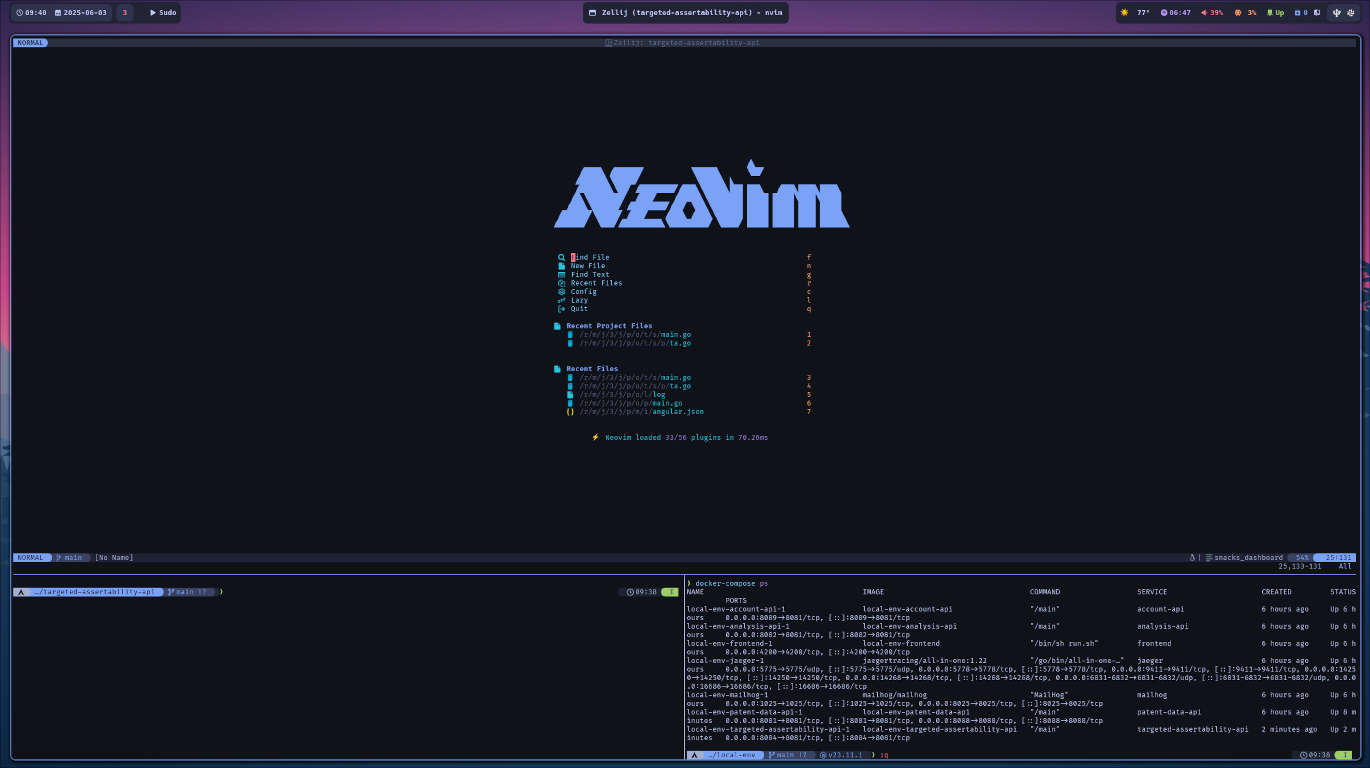 09:40 2025-06-03 3 Sudo
Zellij (targeted-assertability-api) - nvim
77° 06:47 39% 3% Up 0
NORMAL
Zellij: targeted-assertability-api
NEOVIM
Find File f
New File n
Find Text g
Recent Files r
Config c
Lazy l
Quit q
Recent Project Files
/r/m/j/3/j/p/o/t/s/main.go 1
/r/m/j/3/j/p/o/t/s/p/ta.go 2
Recent Files
/r/m/j/3/j/p/o/t/s/main.go 3
/r/m/j/3/j/p/o/t/s/p/ta.go 4
/r/m/j/3/j/p/o/l/log 5
/r/m/j/3/j/p/o/p/main.go 6
{} /r/m/j/3/j/p/m/i/angular.json 7
⚡ Neovim loaded 33/56 plugins in 70.26ms
NORMAL main [No Name] snacks_dashboard 54% 25:131
25,133-131 All
…/targeted-assertability-api main !? ❯ 09:38 I
❯ docker-compose ps
NAME IMAGE COMMAND SERVICE CREATED STATUS
PORTS
local-env-account-api-1 local-env-account-api "/main" account-api 6 hours ago Up 6 h
ours 0.0.0.0:8089->8081/tcp, [::]:8089->8081/tcp
local-env-analysis-api-1 local-env-analysis-api "/main" analysis-api 6 hours ago Up 6 h
ours 0.0.0.0:8082->8081/tcp, [::]:8082->8081/tcp
local-env-frontend-1 local-env-frontend "/bin/sh run.sh" frontend 6 hours ago Up 6 h
ours 0.0.0.0:4200->4200/tcp, [::]:4200->4200/tcp
local-env-jaeger-1 jaegertracing/all-in-one:1.22 "/go/bin/all-in-one-…" jaeger 6 hours ago Up 6 h
ours 0.0.0.0:5775->5775/udp, [::]:5775->5775/udp, 0.0.0.0:5778->5778/tcp, [::]:5778->5778/tcp, 0.0.0.0:9411->9411/tcp, [::]:9411->9411/tcp, 0.0.0.0:1425
0->14250/tcp, [::]:14250->14250/tcp, 0.0.0.0:14268->14268/tcp, [::]:14268->14268/tcp, 0.0.0.0:6831-6832->6831-6832/udp, [::]:6831-6832->6831-6832/udp, 0.0.0
.0:16686->16686/tcp, [::]:16686->16686/tcp
local-env-mailhog-1 mailhog/mailhog "MailHog" mailhog 6 hours ago Up 6 h
ours 0.0.0.0:1025->1025/tcp, [::]:1025->1025/tcp, 0.0.0.0:8025->8025/tcp, [::]:8025->8025/tcp
local-env-patent-data-api-1 local-env-patent-data-api "/main" patent-data-api 6 hours ago Up 8 m
inutes 0.0.0.0:8081->8081/tcp, [::]:8081->8081/tcp, 0.0.0.0:8088->8088/tcp, [::]:8088->8088/tcp
local-env-targeted-assertability-api-1 local-env-targeted-assertability-api "/main" targeted-assertability-api 2 minutes ago Up 2 m
inutes 0.0.0.0:8084->8081/tcp, [::]:8084->8081/tcp
…/local-env main !? v23.11.1 ❯ :q 09:38 I